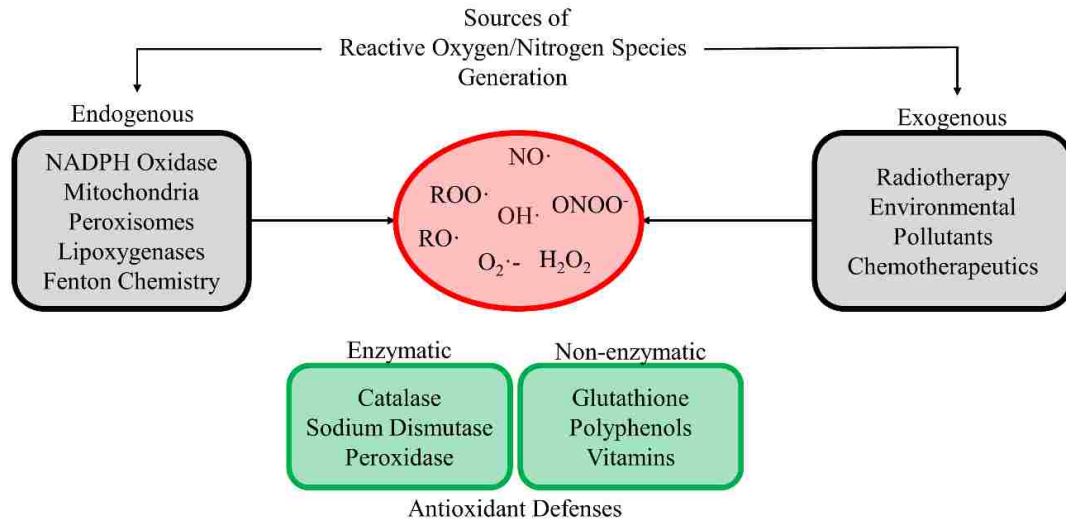 Sources of
Reactive Oxygen/Nitrogen Species
Generation
Endogenous
NADPH Oxidase
Mitochondria
Peroxisomes
Lipoxygenases
Fenton Chemistry
NO·
ROO·
OH·
ONOO⁻
RO·
O₂·-
H₂O₂
Exogenous
Radiotherapy
Environmental
Pollutants
Chemotherapeutics
Enzymatic
Catalase
Sodium Dismutase
Peroxidase
Non-enzymatic
Glutathione
Polyphenols
Vitamins
Antioxidant Defenses